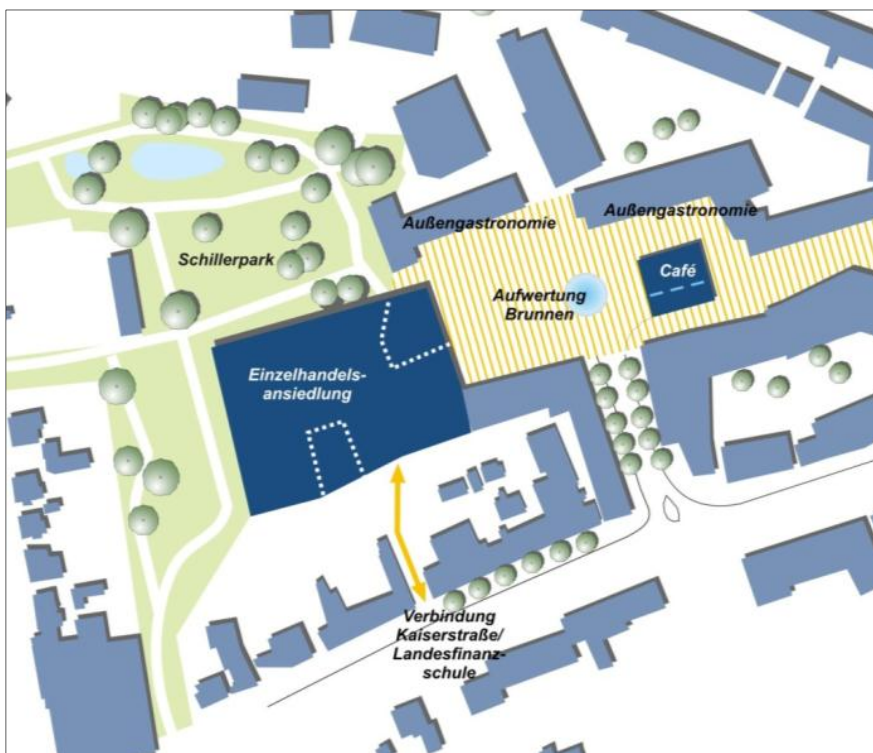 Außengastronomie
Außengastronomie
Schillerpark
Café
Aufwertung
Brunnen
Einzelhandels-
ansiedlung
Verbindung
Kaiserstraße/
Landesfinanz-
schule